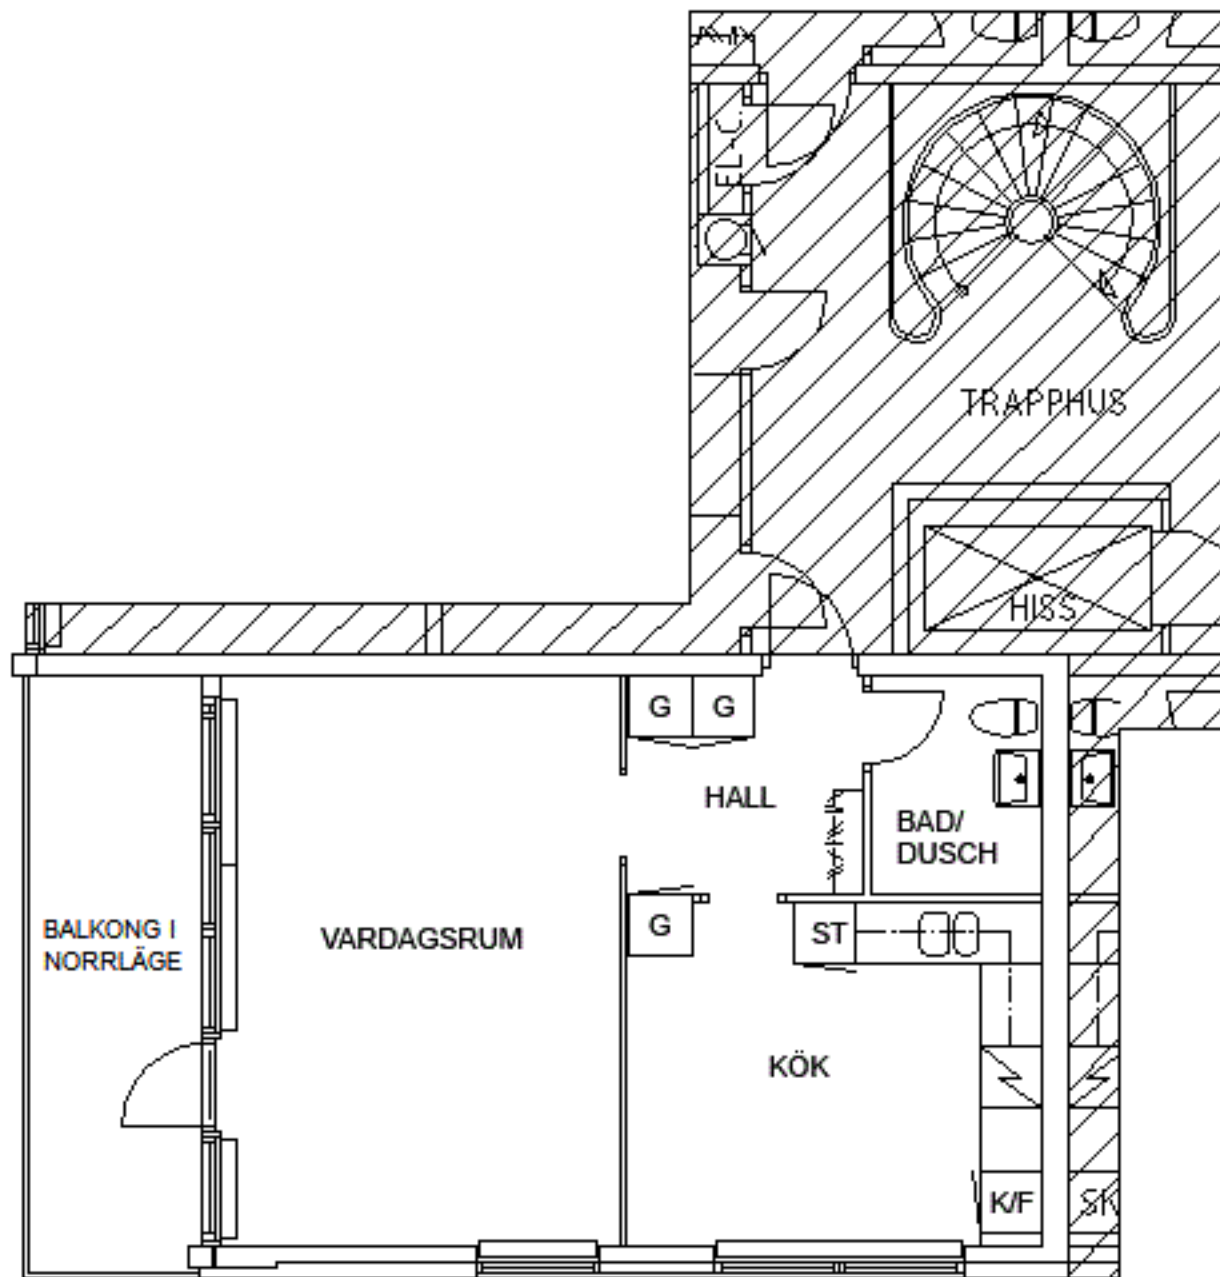 EL-C.
TRAPPHUS
HISS
G G
HALL
BAD/
DUSCH
G
ST
BALKONG I
NORRLÄGE
VARDAGSRUM
KÖK
K/F
SK